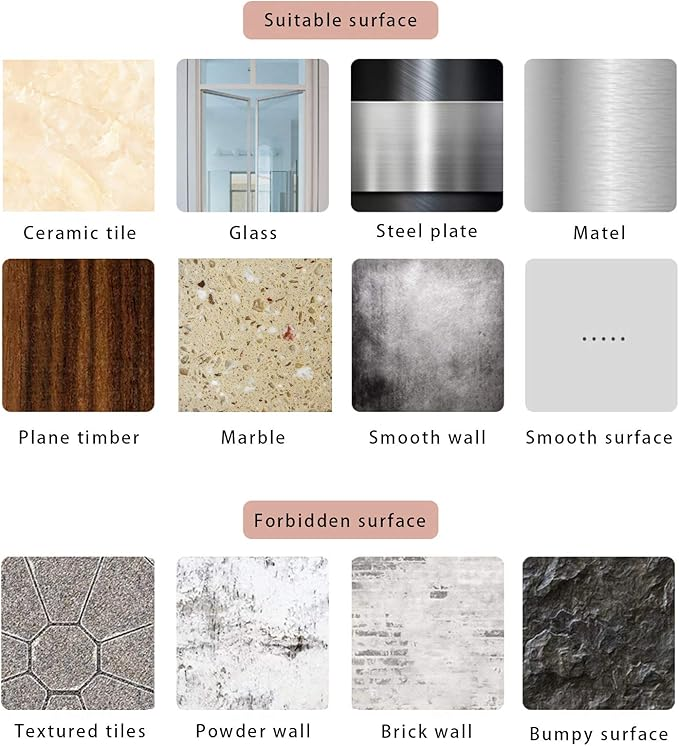 Suitable surface
Ceramic tile
Glass
Steel plate
Matel
Plane timber
Marble
Smooth wall
Smooth surface
Forbidden surface
Textured tiles
Powder wall
Brick wall
Bumpy surface